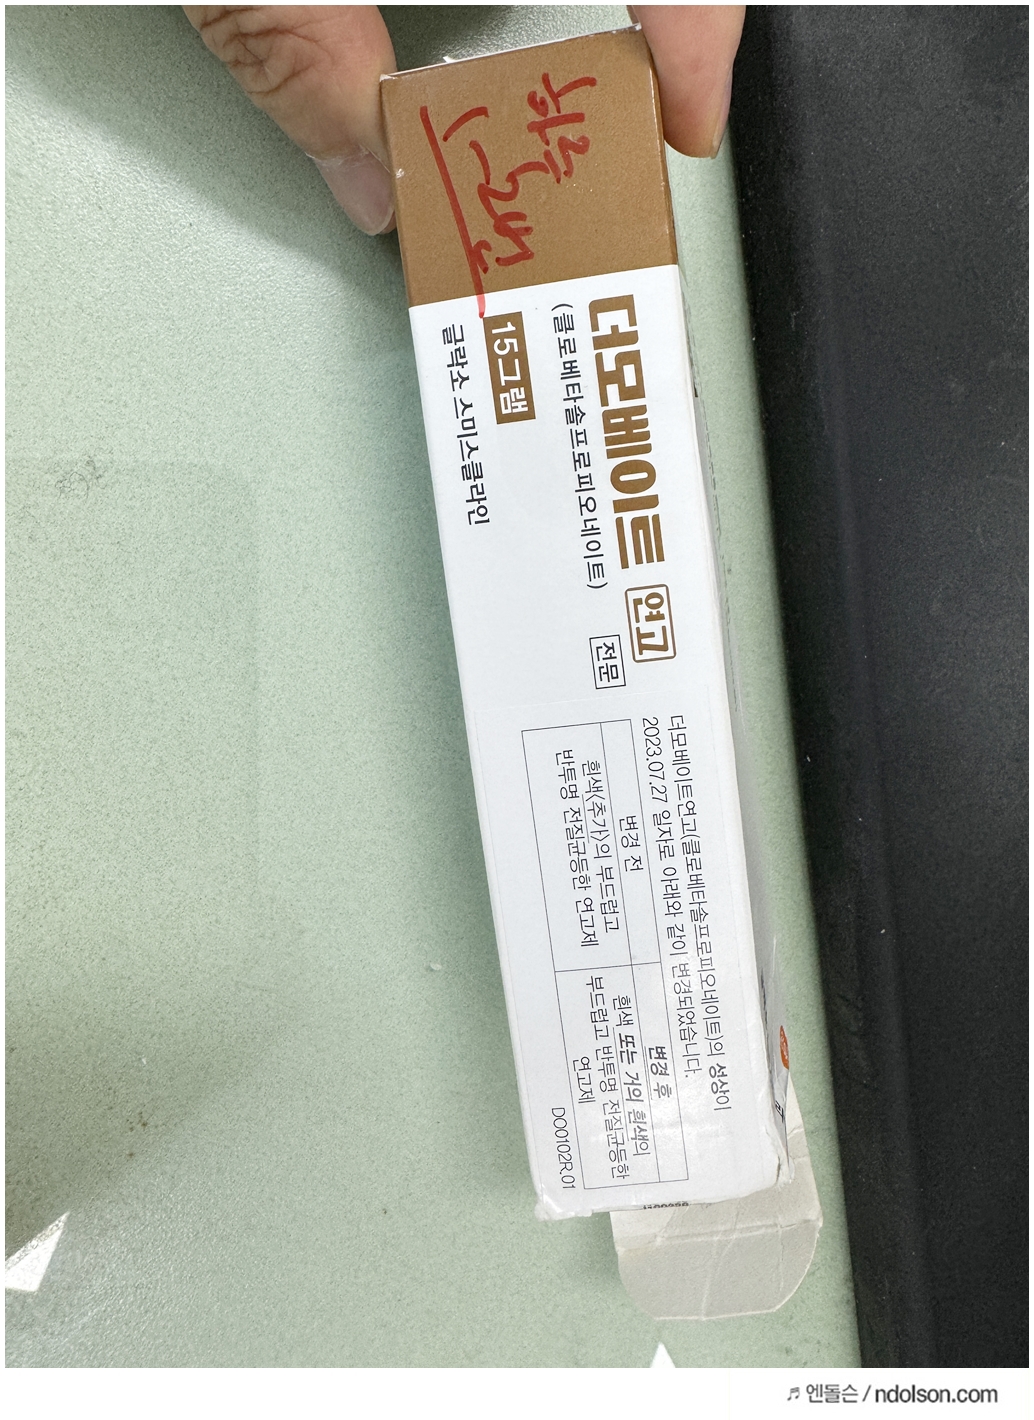 하루
1~2번
더모베이트 연고
(클로베타솔프로피오네이트) 전문
15그램
글락소 스미스클라인
더모베이트연고(클로베타솔프로피오네이트)의 성상이
2023.07.27 일자로 아래와 같이 변경되었습니다.
변경 전
변경 후
흰색(추가)의 부드럽고
반투명 전질균등한 연고제
흰색 또는 거의 흰색의
부드럽고 반투명 전질균등한
연고제
DO0102R.01
엔돌슨 / ndolson.com